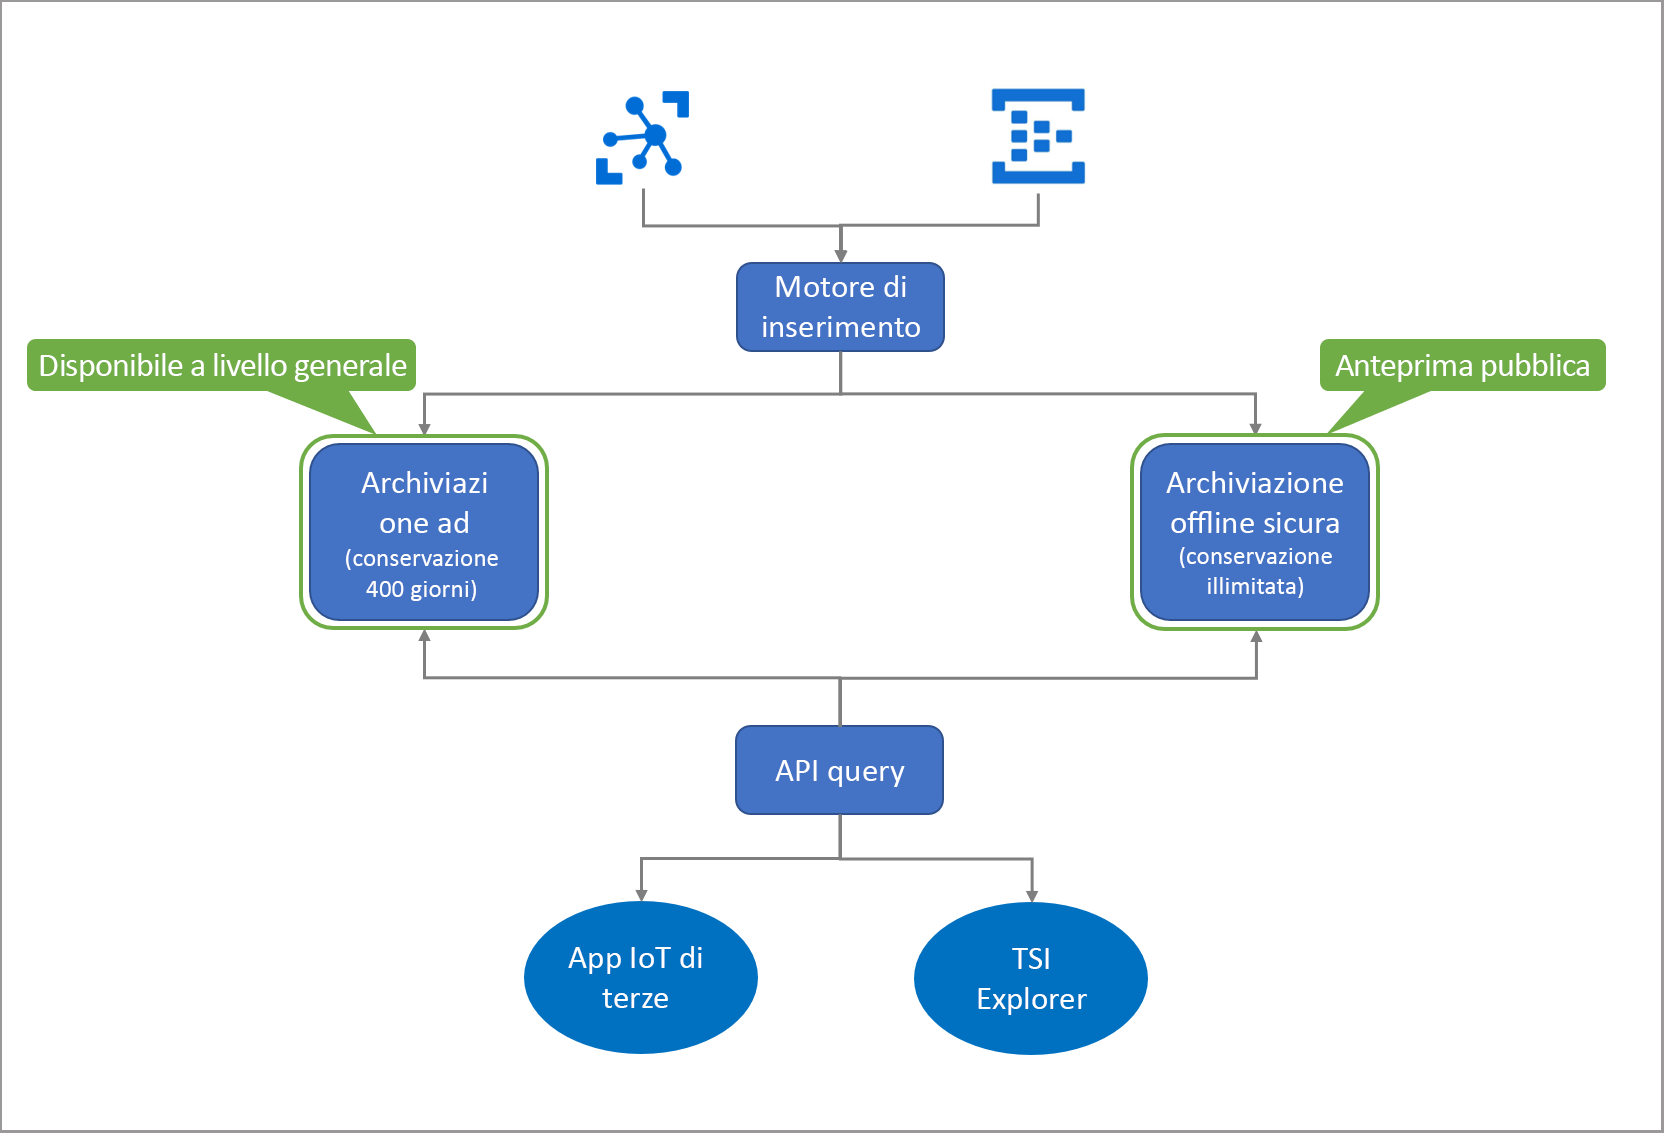 Motore di
inserimento
Disponibile a livello generale
Anteprima pubblica
Archiviazi
one ad
(conservazione
400 giorni)
Archiviazione
offline sicura
(conservazione
illimitata)
API query
App IoT di
terze
TSI
Explorer